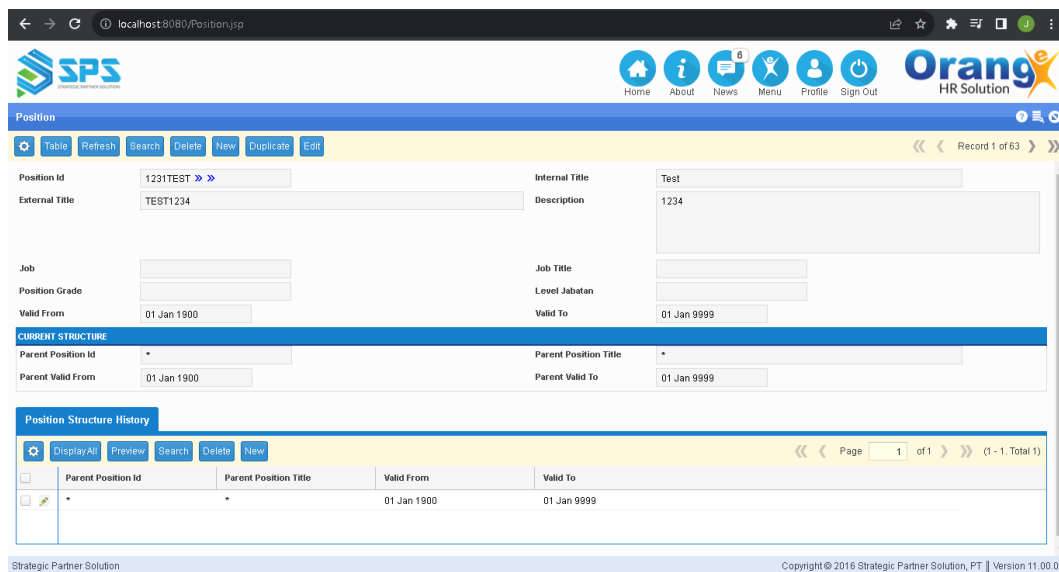 localhost:8080/Position.jsp
J
SPS
STRATEGIC PARTNER SOLUTION
6
Home About News Menu Profile Sign Out
Orange
HR Solution
Position
Table Refresh Search Delete New Duplicate Edit Record 1 of 63
Position Id 1231TEST » » Internal Title Test
External Title TEST1234 Description 1234
Job Job Title
Position Grade Level Jabatan
Valid From 01 Jan 1900 Valid To 01 Jan 9999
CURRENT STRUCTURE
Parent Position Id * Parent Position Title *
Parent Valid From 01 Jan 1900 Parent Valid To 01 Jan 9999
Position Structure History
Display All Preview Search Delete New Page 1 of 1 (1 - 1. Total 1)
Parent Position Id Parent Position Title Valid From Valid To
* * 01 Jan 1900 01 Jan 9999
Strategic Partner Solution Copyright © 2016 Strategic Partner Solution, PT || Version 11.00.0